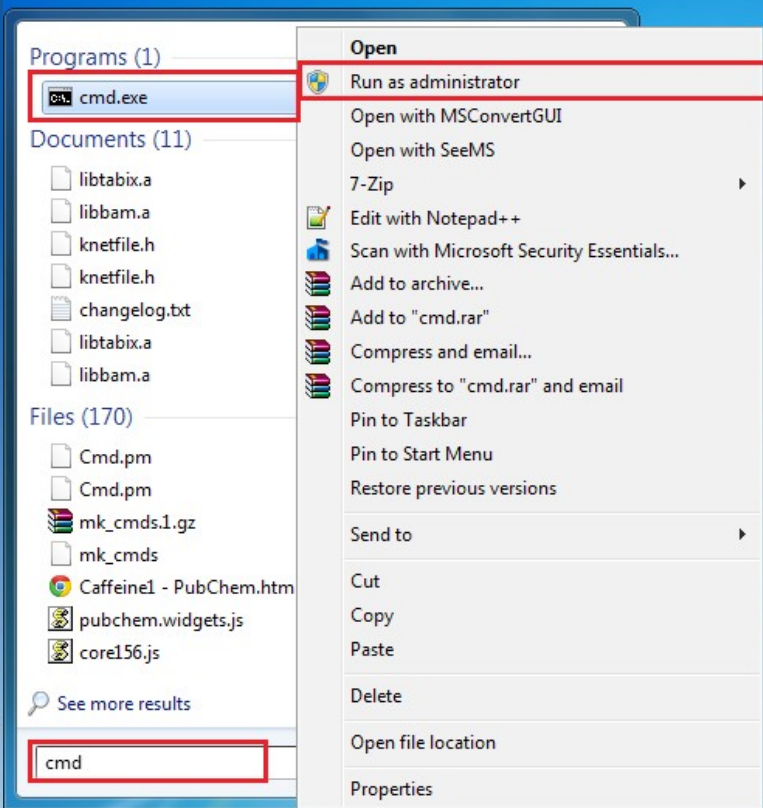 Programs (1)
cmd.exe
Documents (11)
libtabix.a
libbam.a
knetfile.h
knetfile.h
changelog.txt
libtabix.a
libbam.a
Files (170)
Cmd.pm
Cmd.pm
mk_cmds.1.gz
mk_cmds
Caffeine1 - PubChem.htm
pubchem.widgets.js
core156.js
See more results
cmd
Open
Run as administrator
Open with MSConvertGUI
Open with SeeMS
7-Zip
Edit with Notepad++
Scan with Microsoft Security Essentials...
Add to archive...
Add to "cmd.rar"
Compress and email...
Compress to "cmd.rar" and email
Pin to Taskbar
Pin to Start Menu
Restore previous versions
Send to
Cut
Copy
Paste
Delete
Open file location
Properties